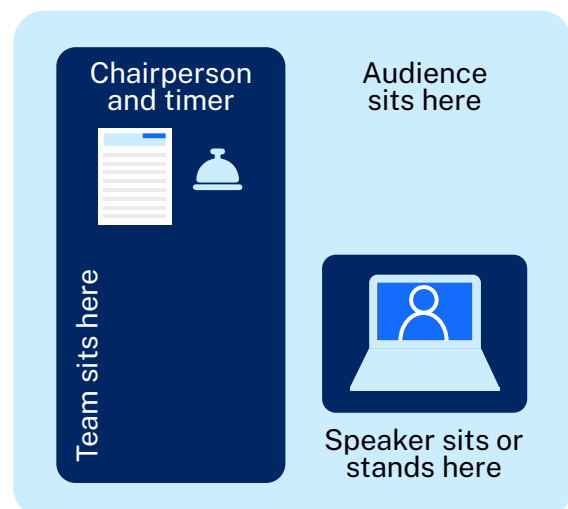 Chairperson
and timer
Audience
sits here
Team sits here
Speaker sits or
stands here